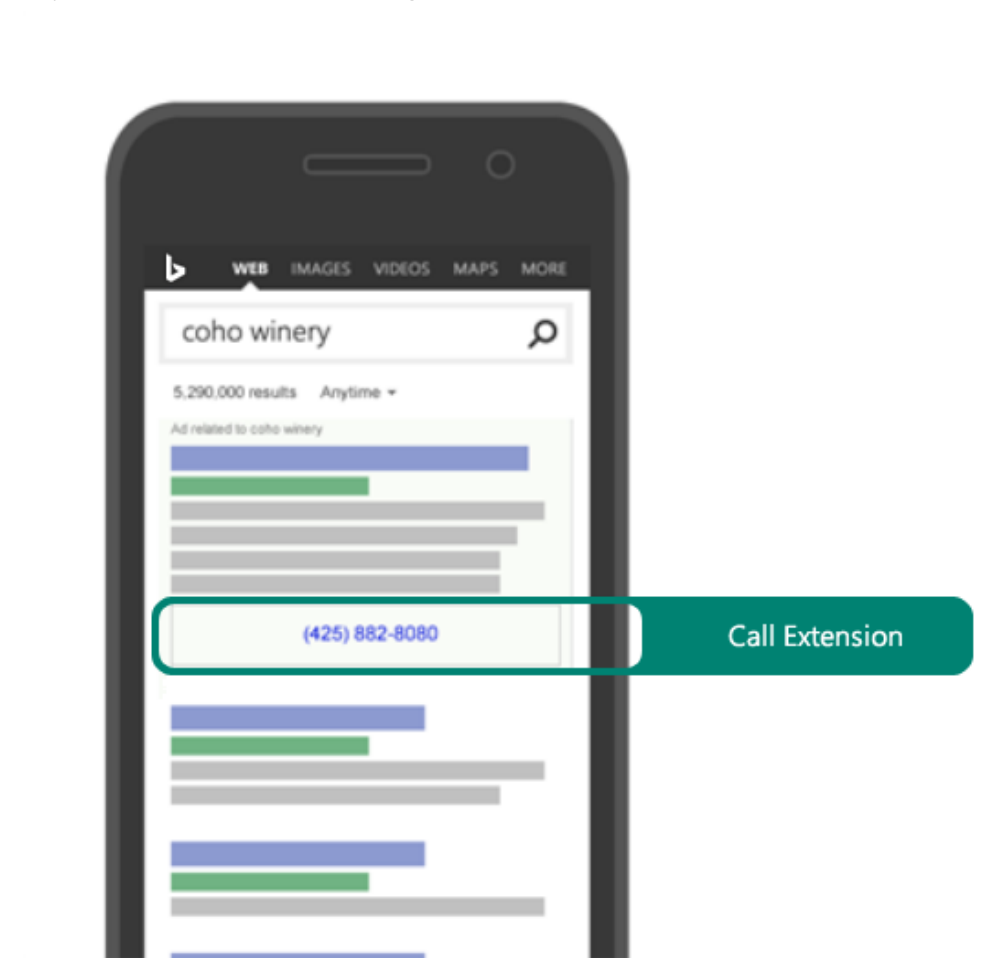 WEB IMAGES VIDEOS MAPS MORE
coho winery
5,290,000 results Anytime
Ad related to coho winery
(425) 882-8080
Call Extension